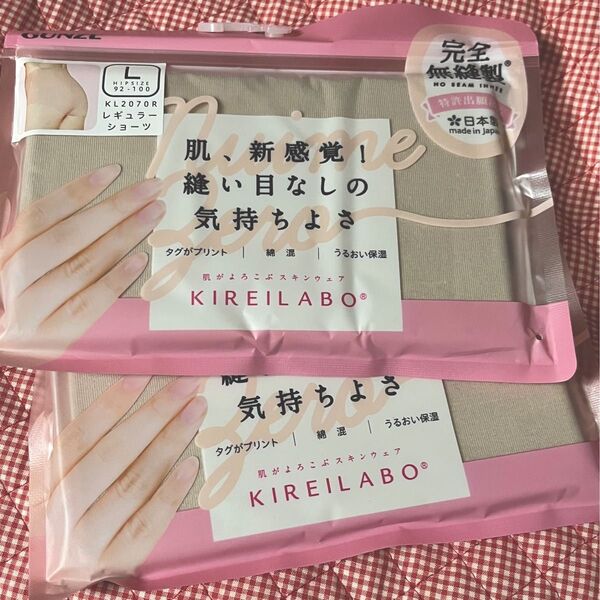 GUNZE
L
HIPSIZE
92-100
KL2070R
レギュラー
ショーツ
完全
無縫製®
NO SEAM INNER
特許出願
日本製
made in japan
肌、新感覚!
縫い目なしの
気持ちよさ
タグがプリント | 綿混 | うるおい保湿
肌がよろこぶスキンウェア
KIREILABO®
気持ちよさ
タグがプリント | 綿混 | うるおい保湿
肌がよろこぶスキンウェア
KIREILABO®